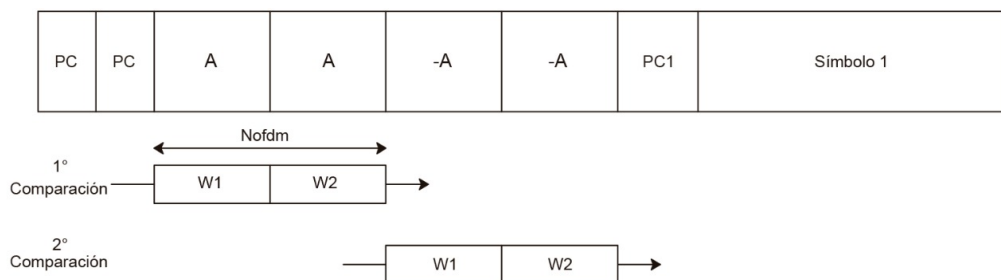 PC PC A A -A -A PC1 Símbolo 1
Nofdm
1°
Comparación
W1 W2
2°
Comparación
W1 W2